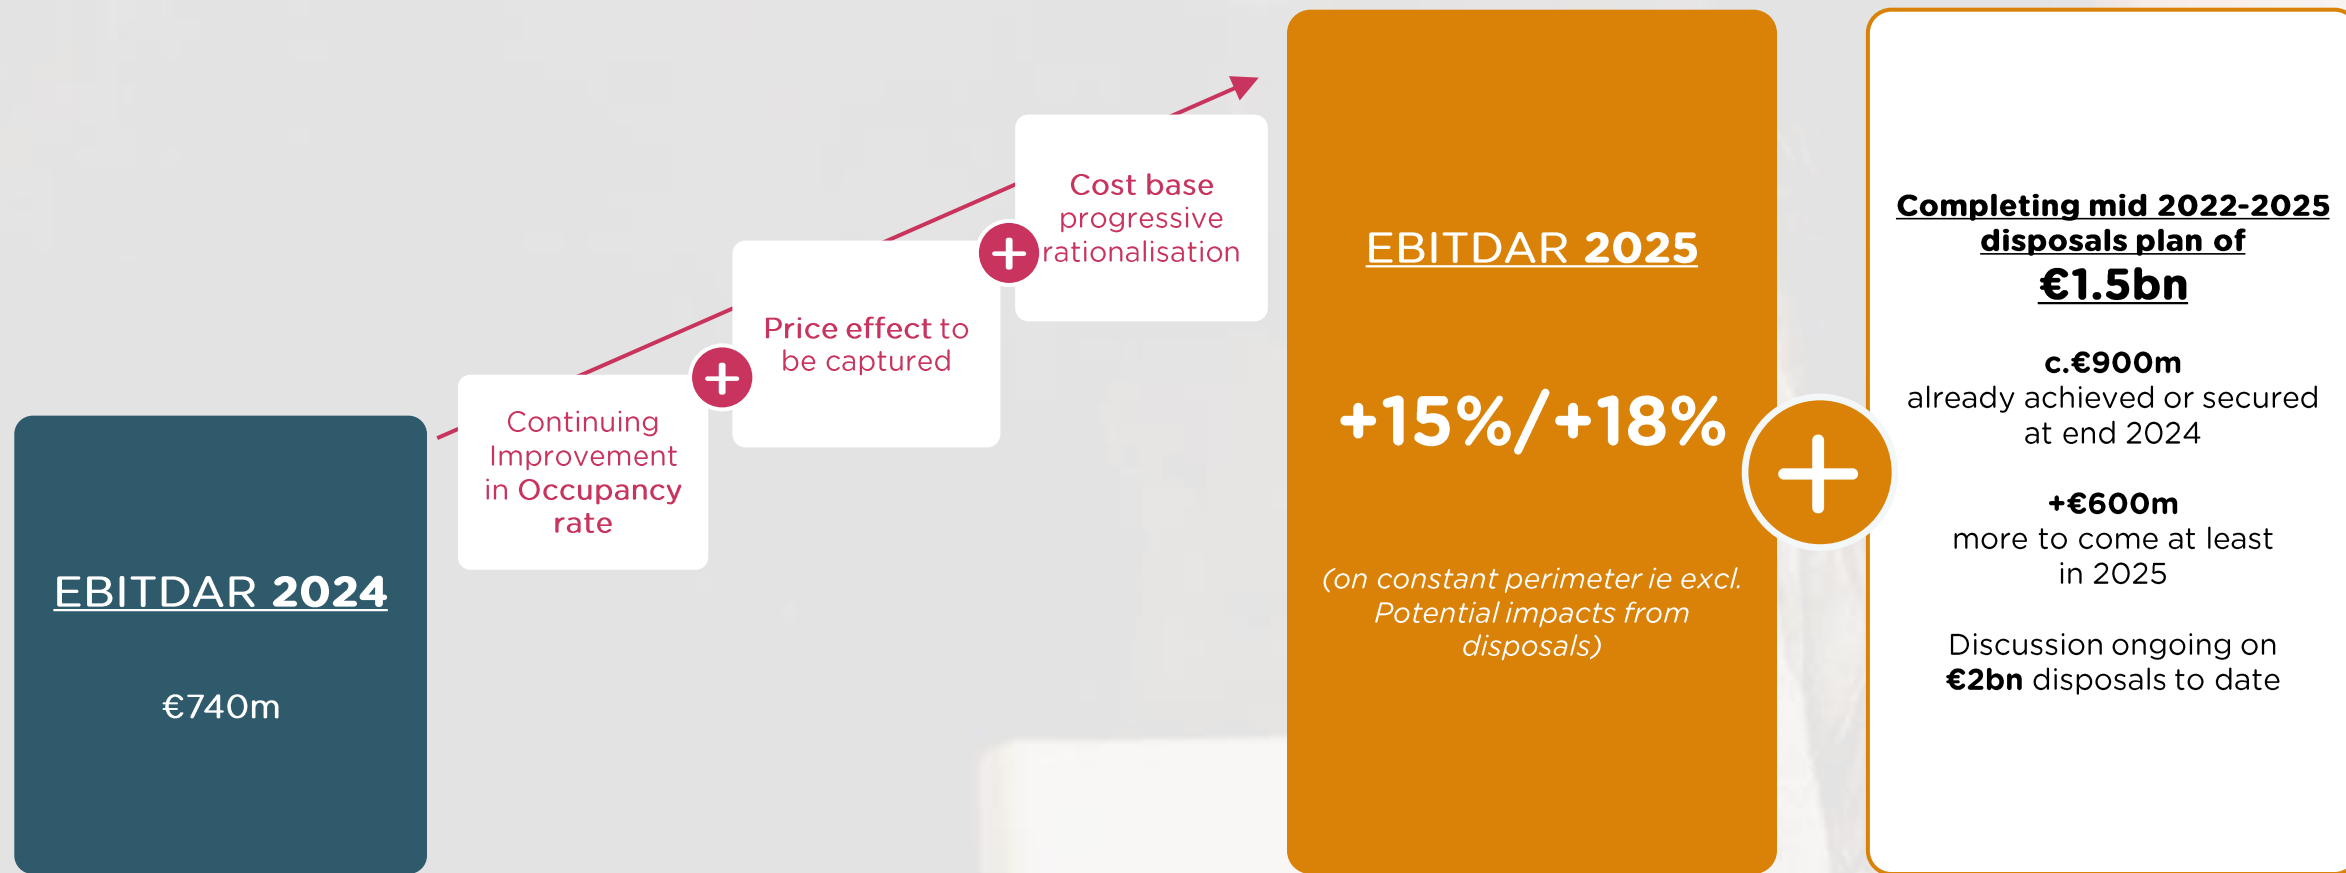 EBITDAR 2024
€740m
Continuing
Improvement
in Occupancy
rate
+
Price effect to
be captured
+
Cost base
progressive
rationalisation
EBITDAR 2025
+15%/+18%
(on constant perimeter ie excl.
Potential impacts from
disposals)
+
Completing mid 2022-2025
disposals plan of
€1.5bn
c.€900m
already achieved or secured
at end 2024
+€600m
more to come at least
in 2025
Discussion ongoing on
€2bn disposals to date